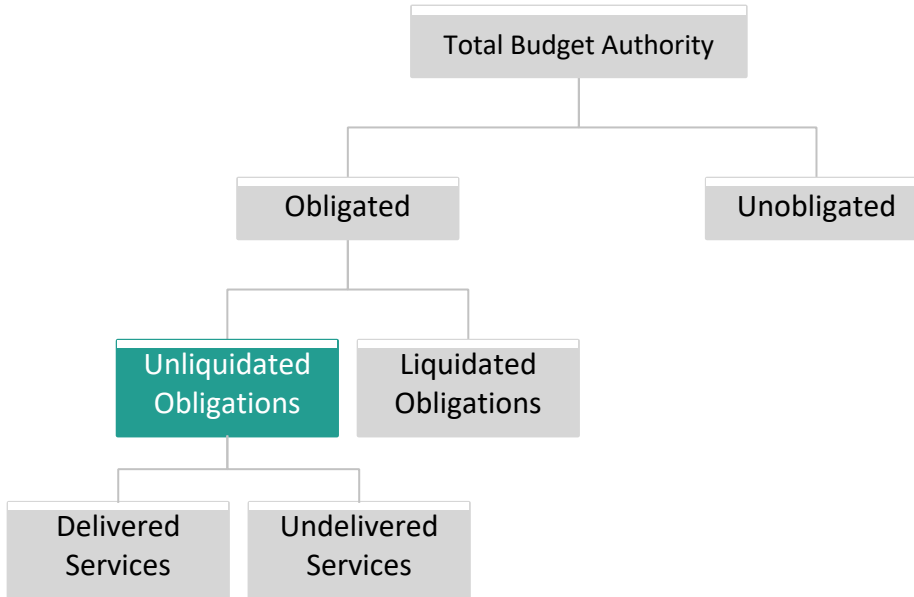 Total Budget Authority
Obligated
Unobligated
Unliquidated
Obligations
Liquidated
Obligations
Delivered
Services
Undelivered
Services